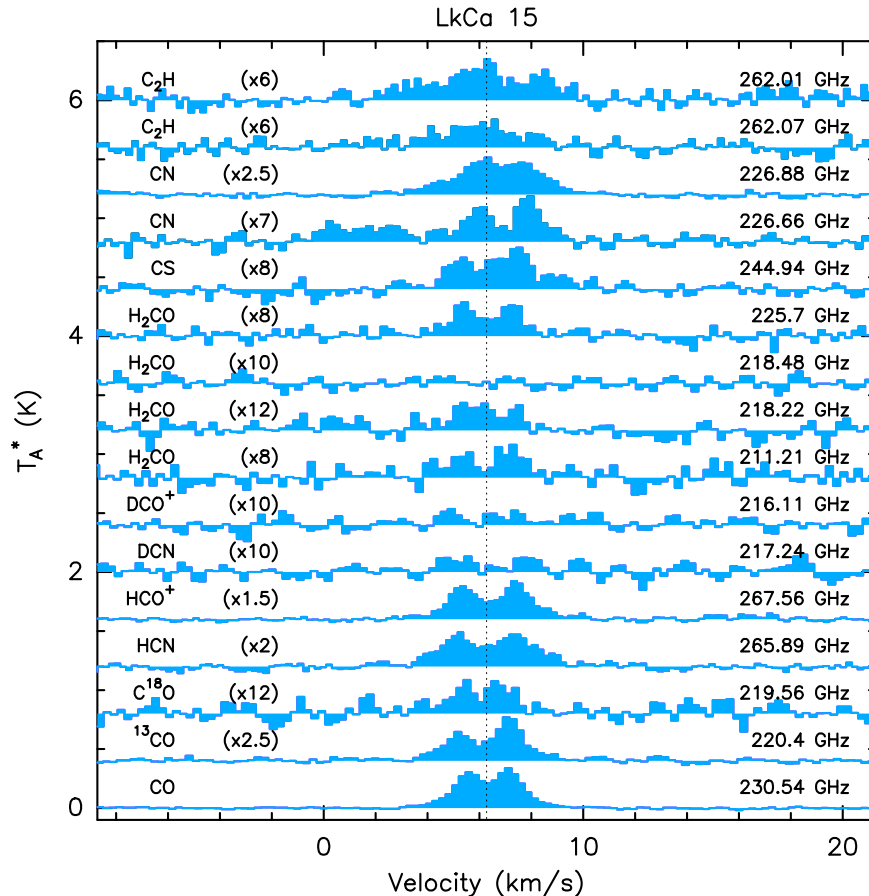 LkCa 15
C₂H (x6) 262.01 GHz
6
C₂H (x6) 262.07 GHz
CN (x2.5) 226.88 GHz
CN (x7) 226.66 GHz
CS (x8) 244.94 GHz
H₂CO (x8) 225.7 GHz
4
H₂CO (x10) 218.48 GHz
H₂CO (x12) 218.22 GHz
H₂CO (x8) 211.21 GHz
DCO⁺ (x10) 216.11 GHz
DCN (x10) 217.24 GHz
2
HCO⁺ (x1.5) 267.56 GHz
HCN (x2) 265.89 GHz
C¹⁸O (x12) 219.56 GHz
¹³CO (x2.5) 220.4 GHz
CO 230.54 GHz
0
T_A* (K)
0 10 20
Velocity (km/s)